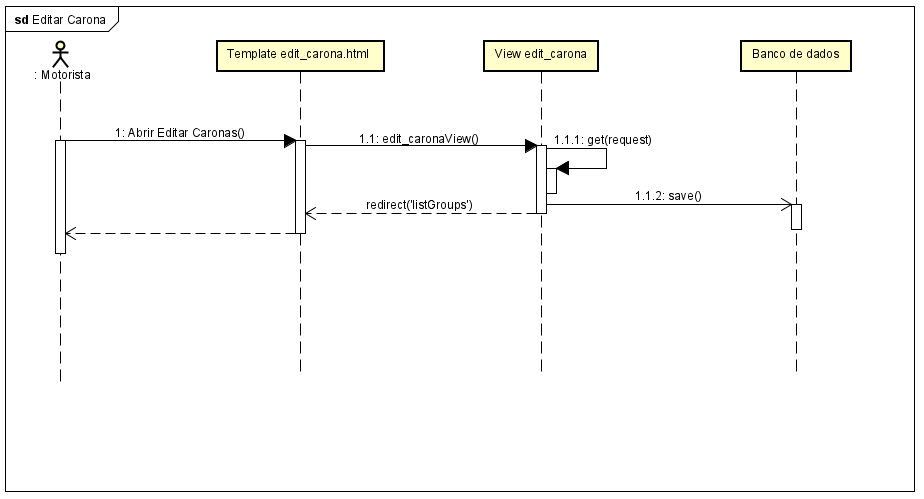 sd Editar Carona
: Motorista
Template edit_carona.html
View edit_carona
Banco de dados
1: Abrir Editar Caronas()
1.1: edit_caronaView()
1.1.1: get(request)
1.1.2: save()
redirect('listGroups')